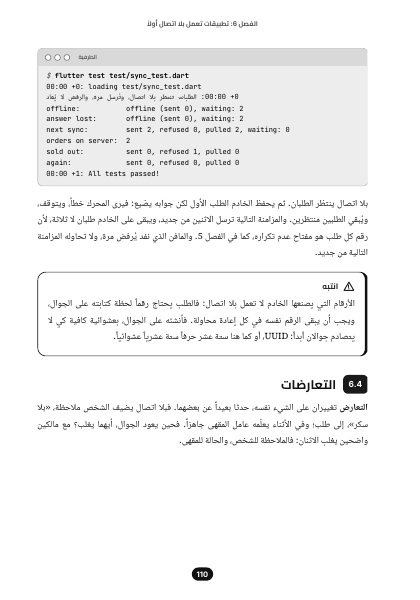 الفصل 6: تطبيقات تعمل بلا اتصال أولاً
الطرفية
$ flutter test test/sync_test.dart
00:00 +0: loading test/sync_test.dart
00:00 +0: الطلبات تنتظر بلا اتصال، وتُرسل مرة، والرفض لا يُعاد
offline: offline (sent 0), waiting: 2
answer lost: offline (sent 0), waiting: 2
next sync: sent 2, refused 0, pulled 2, waiting: 0
orders on server: 2
sold out: sent 0, refused 1, pulled 0
again: sent 0, refused 0, pulled 0
00:00 +1: All tests passed!
بلا اتصال ينتظر الطلبان. ثم يحفظ الخادم الطلب الأول لكن جوابه يضيع: فيرى المحرك خطأً، ويتوقف،
ويُبقي الطلبين منتظرين. والمزامنة التالية ترسل الاثنين من جديد، ويبقى على الخادم طلبان لا ثلاثة، لأن
رقم كل طلب هو مفتاح عدم تكراره، كما في الفصل 5. والمافن الذي نفد يُرفض مرة، ولا تحاوله المزامنة
التالية من جديد.
انتبه
الأرقام التي يصنعها الخادم لا تعمل بلا اتصال: فالطلب يحتاج رقماً لحظة كتابته على الجوال،
ويجب أن يبقى الرقم نفسه في كل إعادة محاولة. فأنشئه على الجوال، بعشوائية كافية كي لا
يتصادم جوالان أبداً: UUID، أو كما هنا ستة عشر حرفاً ستة عشرياً عشوائياً.
6.4 التعارضات
التعارض تغييران على الشيء نفسه، حدثا بعيداً عن بعضهما. فبلا اتصال يضيف الشخص ملاحظة، «بلا
سكر»، إلى طلب؛ وفي الأثناء يعلّمه عامل المقهى جاهزاً. فحين يعود الجوال، أيهما يغلب؟ مع مالكين
واضحين يغلب الاثنان: فالملاحظة للشخص، والحالة للمقهى.
110